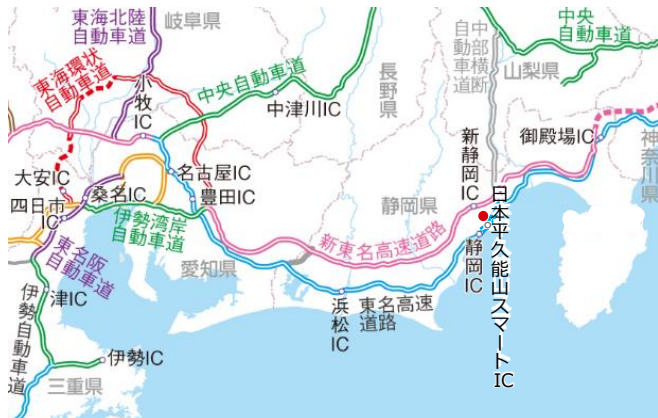 東海北陸
自動車道
岐阜県
東海環状
自動車道
小牧IC
中央自動車道
中津川IC
長野県
中部横断
自動車道
中央
自動車道
山梨県
新静岡IC
御殿場IC
神奈川県
大安IC
桑名IC
四日市IC
名古屋IC
豊田IC
伊勢湾岸
自動車道
静岡県
新東名高速道路
静岡IC
日本平久能山スマートIC
東名阪
自動車道
愛知県
津IC
浜松IC
東名高速
道路
伊勢自動車道
伊勢IC
三重県